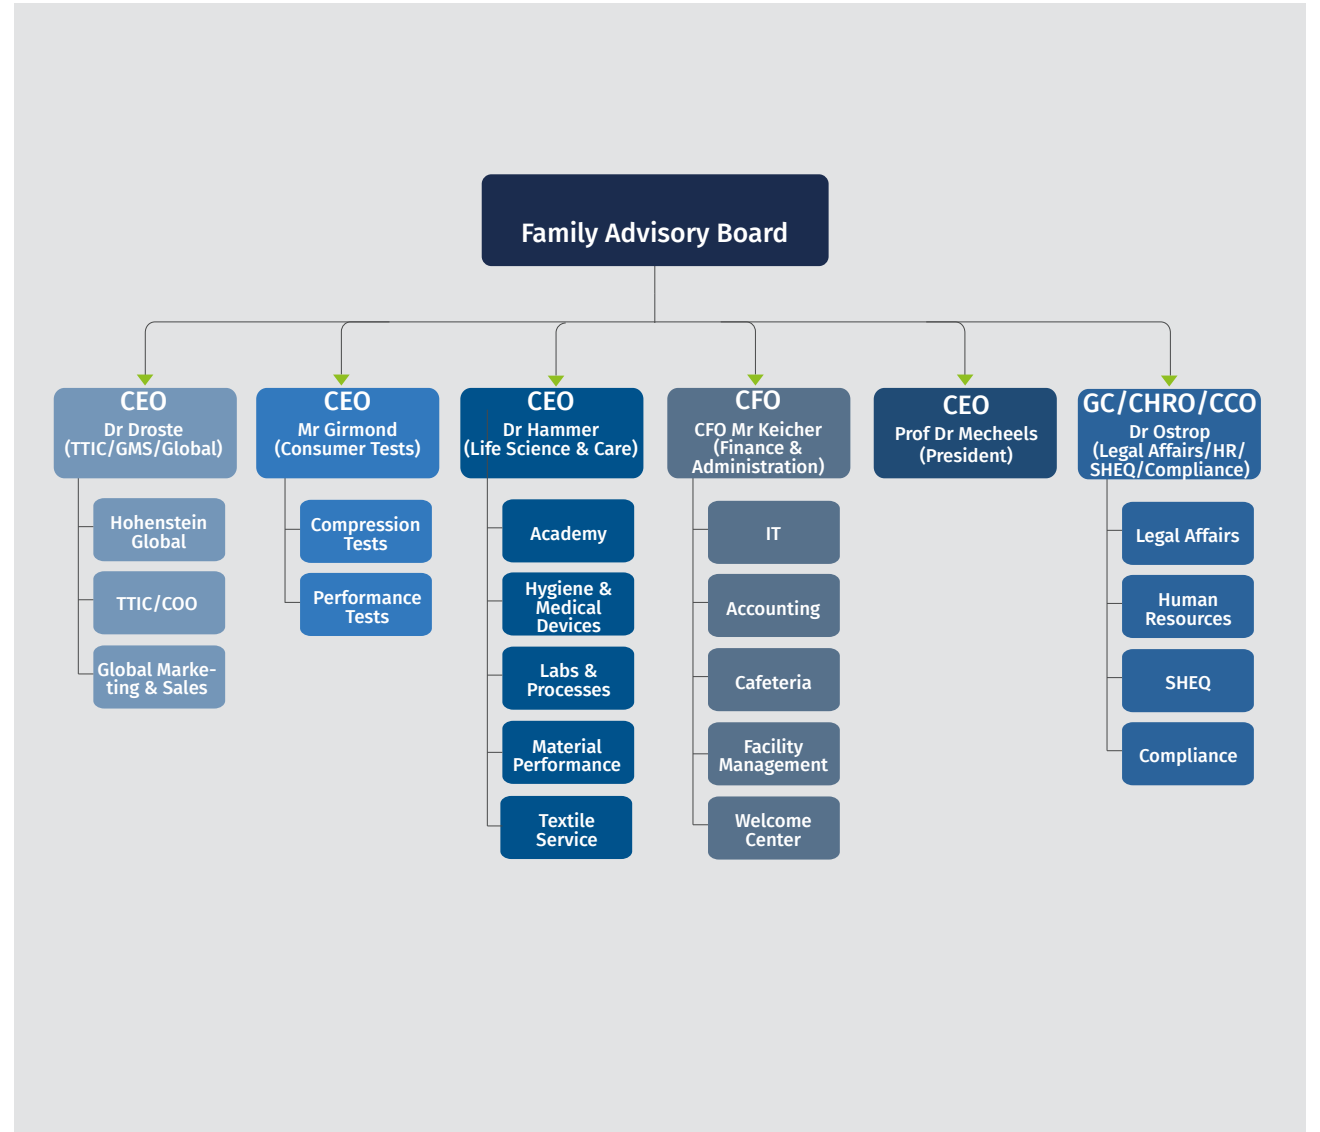 Family Advisory Board
CEO
Dr Droste
(TTIC/GMS/Global)
Hohenstein
Global
TTIC/COO
Global Marke-
ting & Sales
CEO
Mr Girmond
(Consumer Tests)
Compression
Tests
Performance
Tests
CEO
Dr Hammer
(Life Science & Care)
Academy
Hygiene &
Medical
Devices
Labs &
Processes
Material
Performance
Textile
Service
CFO
CFO Mr Keicher
(Finance &
Administration)
IT
Accounting
Cafeteria
Facility
Management
Welcome
Center
CEO
Prof Dr Mecheels
(President)
GC/CHRO/CCO
Dr Ostrop
(Legal Affairs/HR/
SHEQ/Compliance)
Legal Affairs
Human
Resources
SHEQ
Compliance